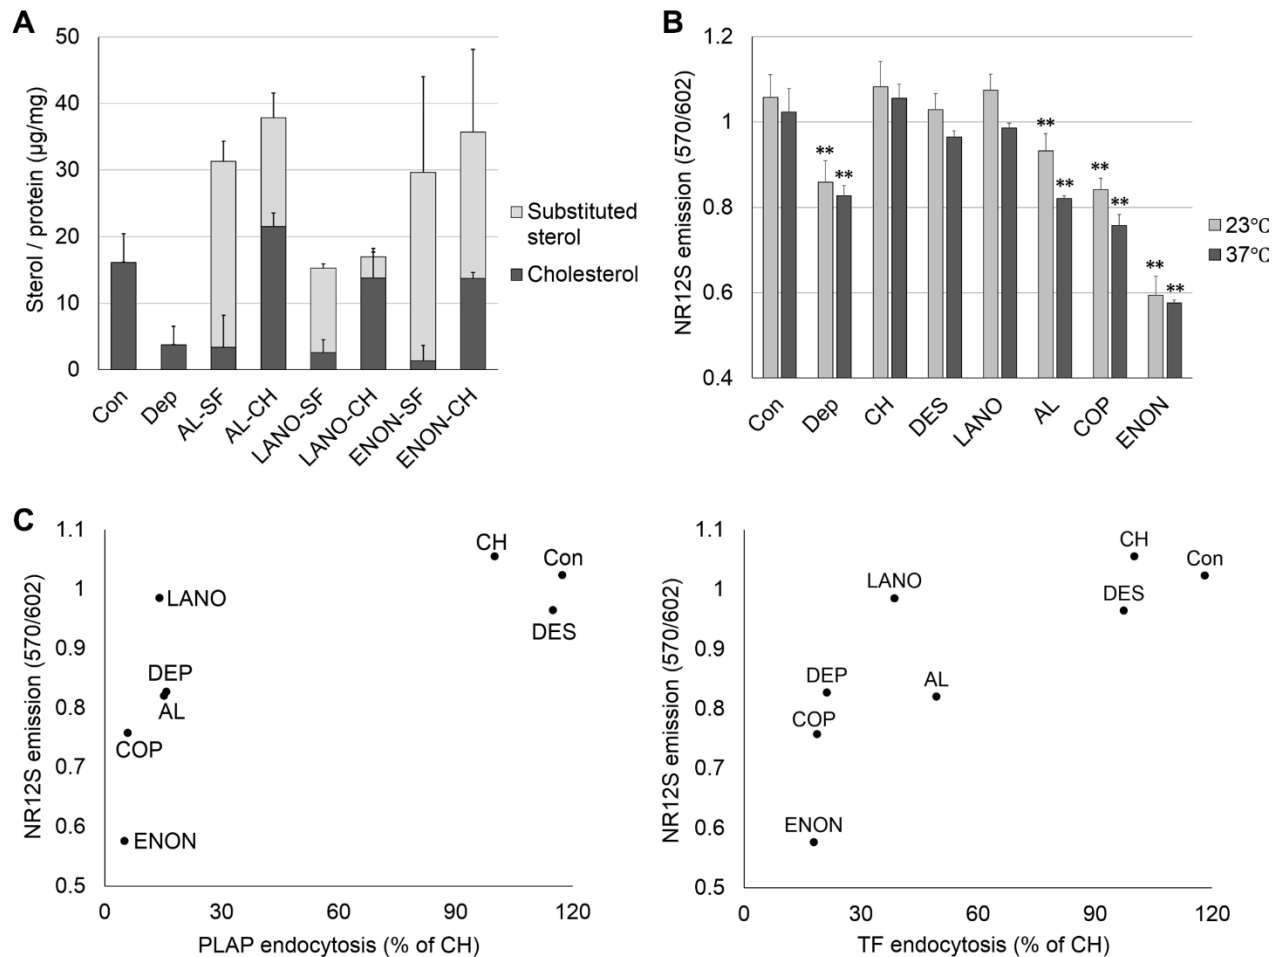 A
50
40
30
20
10
0
Sterol / protein (µg/mg)
Con
Dep
AL-SF
AL-CH
LANO-SF
LANO-CH
ENON-SF
ENON-CH
Substituted
sterol
Cholesterol
B
1.2
1
0.8
0.6
0.4
NR12S emission (570/602)
**
**
**
**
**
**
**
**
Con
Dep
CH
DES
LANO
AL
COP
ENON
23℃
37℃
C
1.1
1
0.9
0.8
0.7
0.6
0.5
NR12S emission (570/602)
CH
Con
DES
LANO
DEP
AL
COP
ENON
0
30
60
90
120
PLAP endocytosis (% of CH)
1.1
1
0.9
0.8
0.7
0.6
0.5
NR12S emission (570/602)
CH
Con
DES
LANO
DEP
AL
COP
ENON
0
30
60
90
120
TF endocytosis (% of CH)